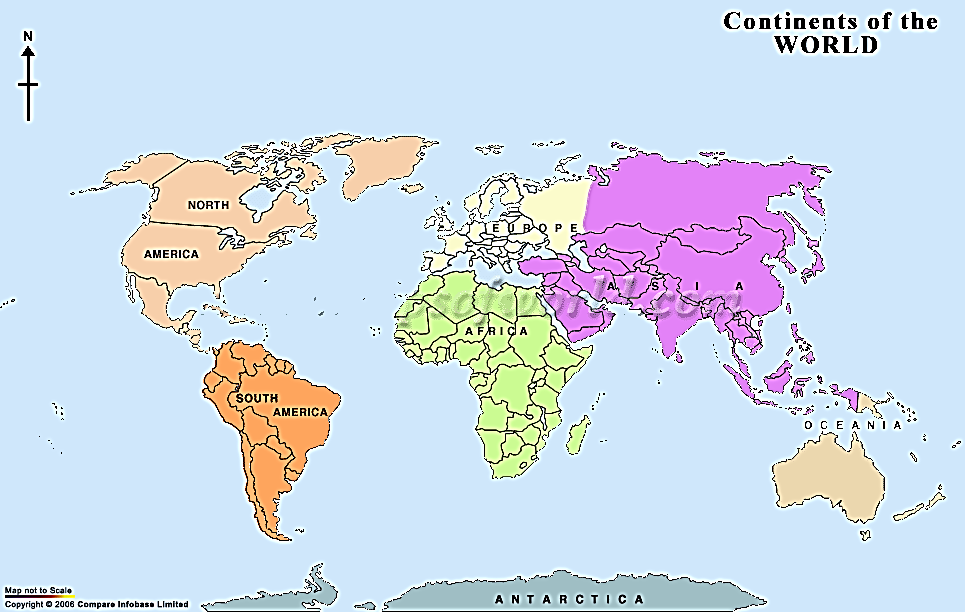 Continents of the
WORLD
N
NORTH
AMERICA
EUROPE
ASIA
AFRICA
SOUTH
AMERICA
OCEANIA
ANTARCTICA
Map not to Scale
Copyright © 2006 Compare Infobase Limited